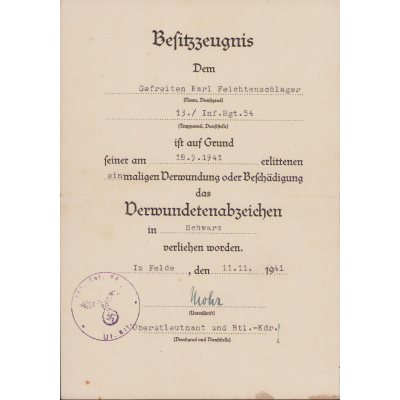 Besitzzeugnis
Dem
Gefreiten Karl Feichtenschlager
(Name, Dienstgrad)
13./ Inf.Rgt.54
(Truppenteil, Dienststelle)
ist auf Grund
seiner am 18.9.1941 erlittenen
einmaligen Verwundung oder Beschädigung
das
Verwundetenabzeichen
in Schwarz
verliehen worden.
Im Felde, den 11.11. 1941
Mohr
(Unterschrift)
Oberstleutnant und Btl.-Kdr.
(Dienstgrad und Dienststelle)